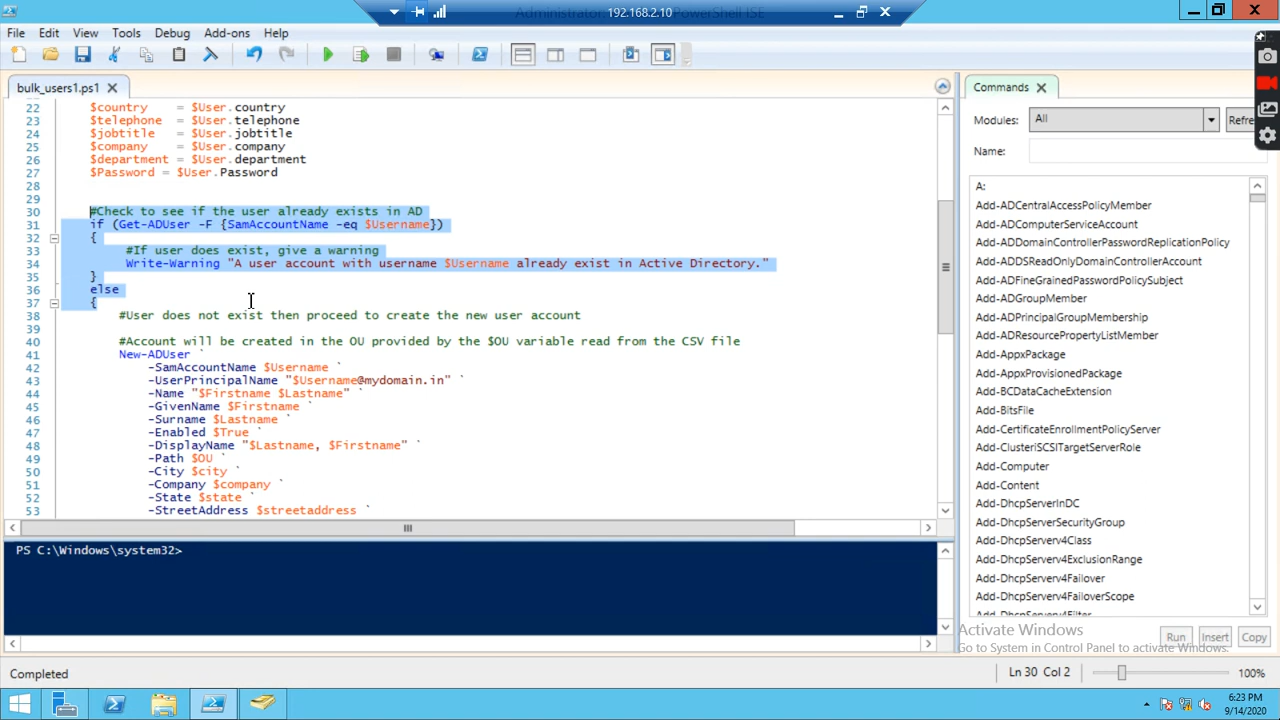 Administrator: 192.168.2.10 PowerShell ISE
File Edit View Tools Debug Add-ons Help
bulk_users1.ps1
22 $country = $User.country
23 $telephone = $User.telephone
24 $jobtitle = $User.jobtitle
25 $company = $User.company
26 $department = $User.department
27 $Password = $User.Password
28
29
30 #Check to see if the user already exists in AD
31 if (Get-ADUser -F {SamAccountName -eq $Username})
32 {
33 #If user does exist, give a warning
34 Write-Warning "A user account with username $Username already exist in Active Directory."
35 }
36 else
37 {
38 #User does not exist then proceed to create the new user account
39
40 #Account will be created in the OU provided by the $OU variable read from the CSV file
41 New-ADUser `
42 -SamAccountName $Username `
43 -UserPrincipalName "$Username@mydomain.in" `
44 -Name "$Firstname $Lastname" `
45 -GivenName $Firstname `
46 -Surname $Lastname `
47 -Enabled $True `
48 -DisplayName "$Lastname, $Firstname" `
49 -Path $OU `
50 -City $city `
51 -Company $company `
52 -State $state `
53 -StreetAddress $streetaddress `
PS C:\Windows\system32>
Commands
Modules: All Refre
Name:
A:
Add-ADCentralAccessPolicyMember
Add-ADComputerServiceAccount
Add-ADDomainControllerPasswordReplicationPolicy
Add-ADDSReadOnlyDomainControllerAccount
Add-ADFineGrainedPasswordPolicySubject
Add-ADGroupMember
Add-ADPrincipalGroupMembership
Add-ADResourcePropertyListMember
Add-AppxPackage
Add-AppxProvisionedPackage
Add-BCDataCacheExtension
Add-BitsFile
Add-CertificateEnrollmentPolicyServer
Add-ClusteriSCSITargetServerRole
Add-Computer
Add-Content
Add-DhcpServerInDC
Add-DhcpServerSecurityGroup
Add-DhcpServerv4Class
Add-DhcpServerv4ExclusionRange
Add-DhcpServerv4Failover
Add-DhcpServerv4FailoverScope
Add-DhcpServerv4Filter
Activate Windows
Go to System in Control Panel to activate Windows.
Run Insert Copy
Completed
Ln 30 Col 2
100%
6:23 PM
9/14/2020